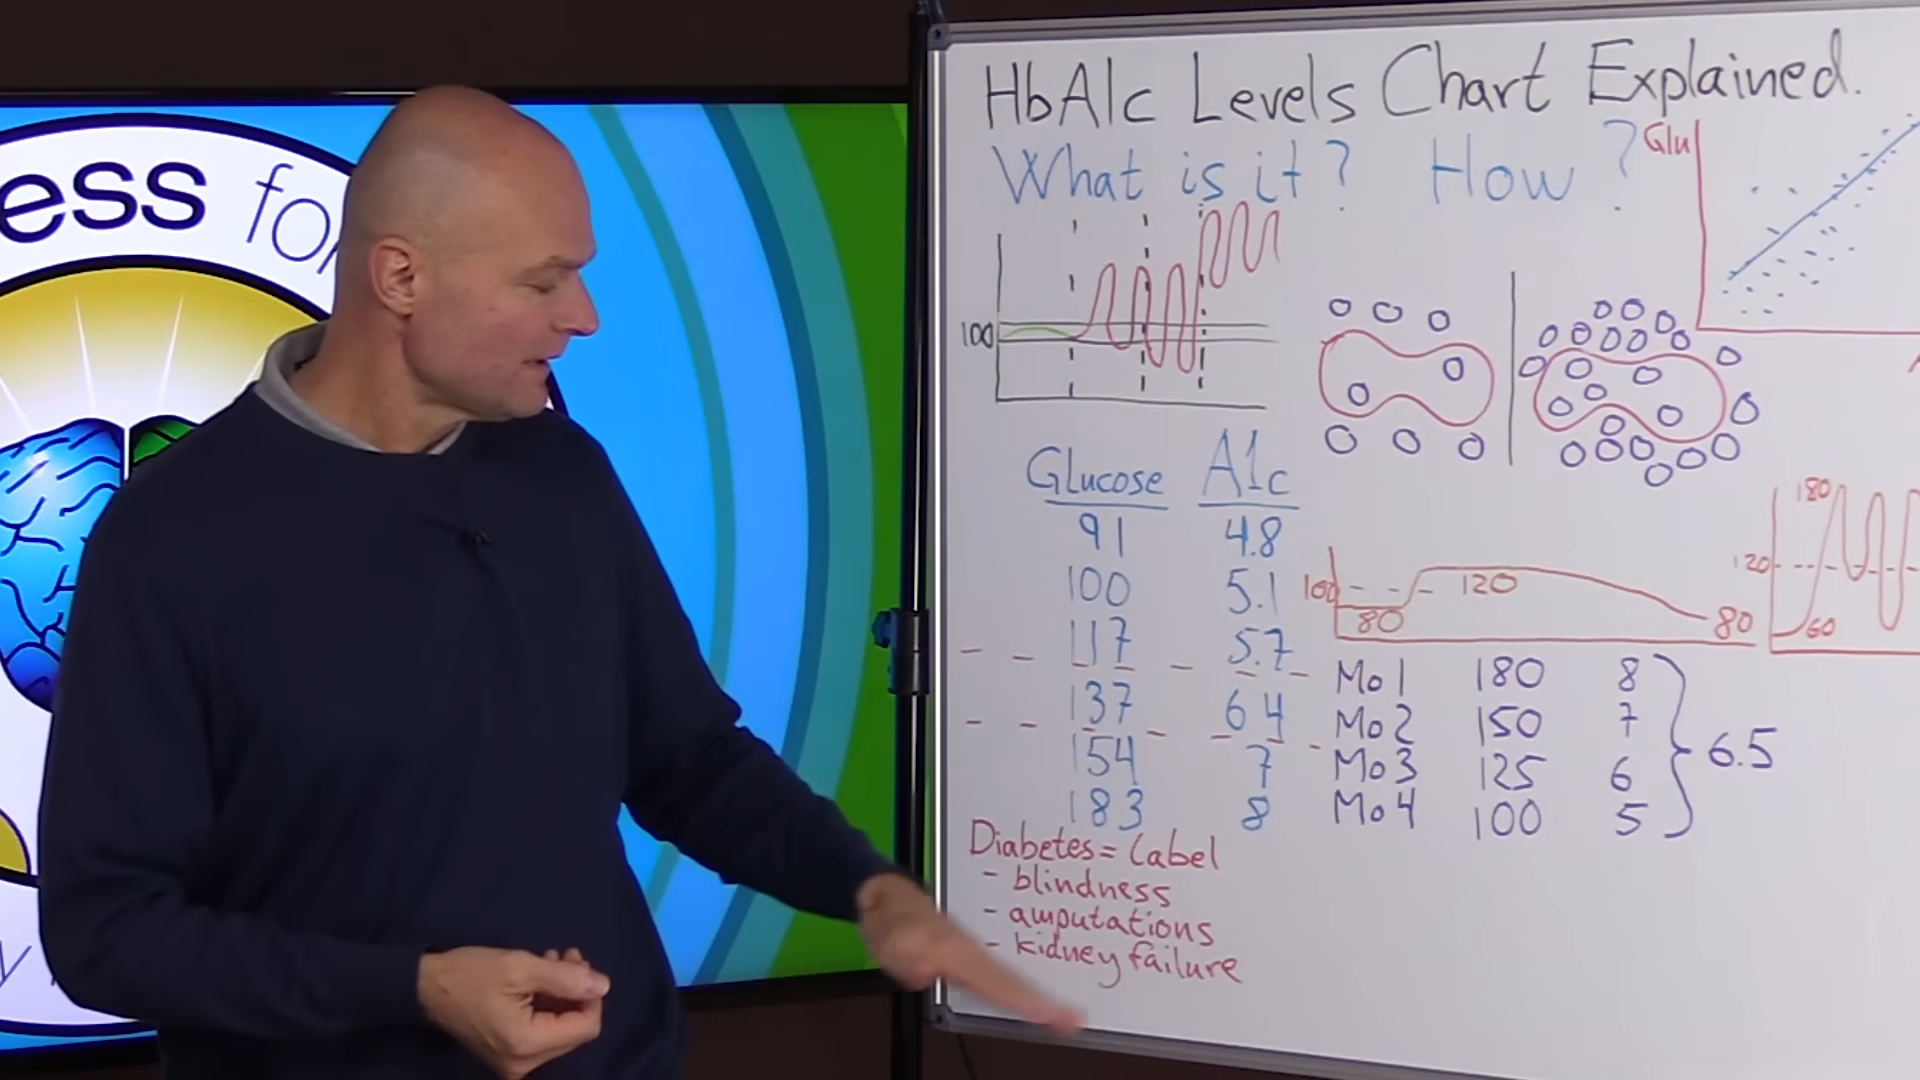 ess for
HbA1c Levels Chart Explained.
What is it? How?
Glu
100
Glucose A1c
91 4.8
100 5.1
117 5.7
137 6 4
154 7
183 8
Diabetes = Label
- blindness
- amputations
- kidney failure
100 120
80 80
180
120
60
Mo 1 180 8
Mo 2 150 7
Mo 3 125 6
Mo 4 100 5
6.5